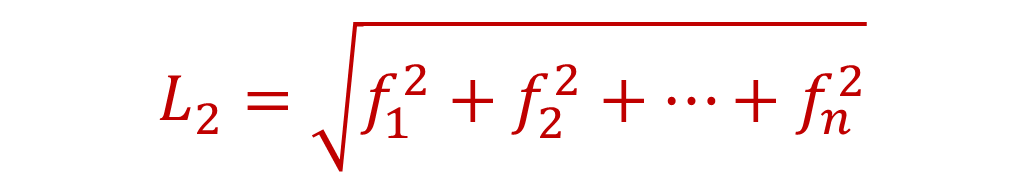 L₂ = √(f₁² + f₂² + ⋯ + fₙ²)